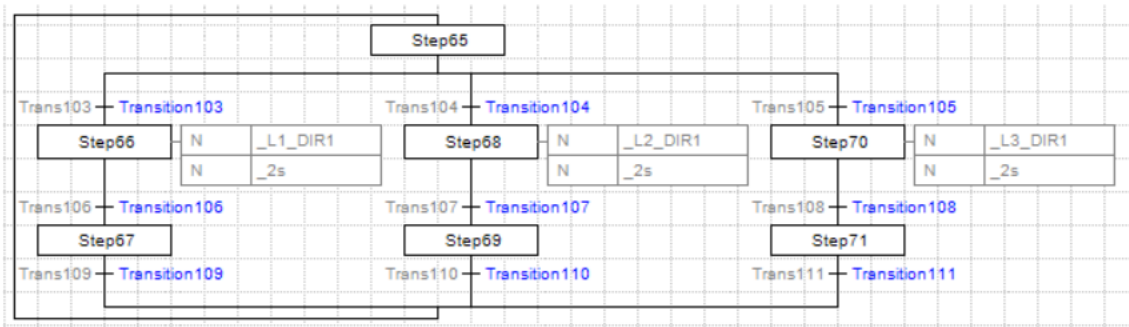 Step65
Trans103 Transition103 Trans104 Transition104 Trans105 Transition105
Step66 N _L1_DIR1 Step68 N _L2_DIR1 Step70 N _L3_DIR1
N _2s N _2s N _2s
Trans106 Transition106 Trans107 Transition107 Trans108 Transition108
Step67 Step69 Step71
Trans109 Transition109 Trans110 Transition110 Trans111 Transition111